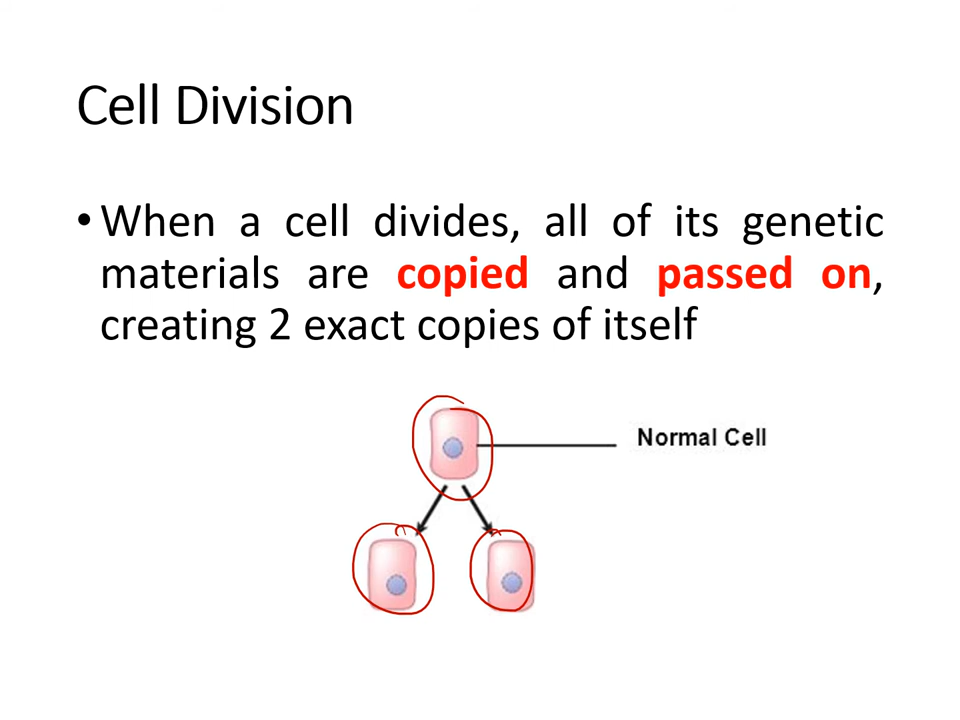 Cell Division
• When a cell divides, all of its genetic
materials are copied and passed on,
creating 2 exact copies of itself
Normal Cell